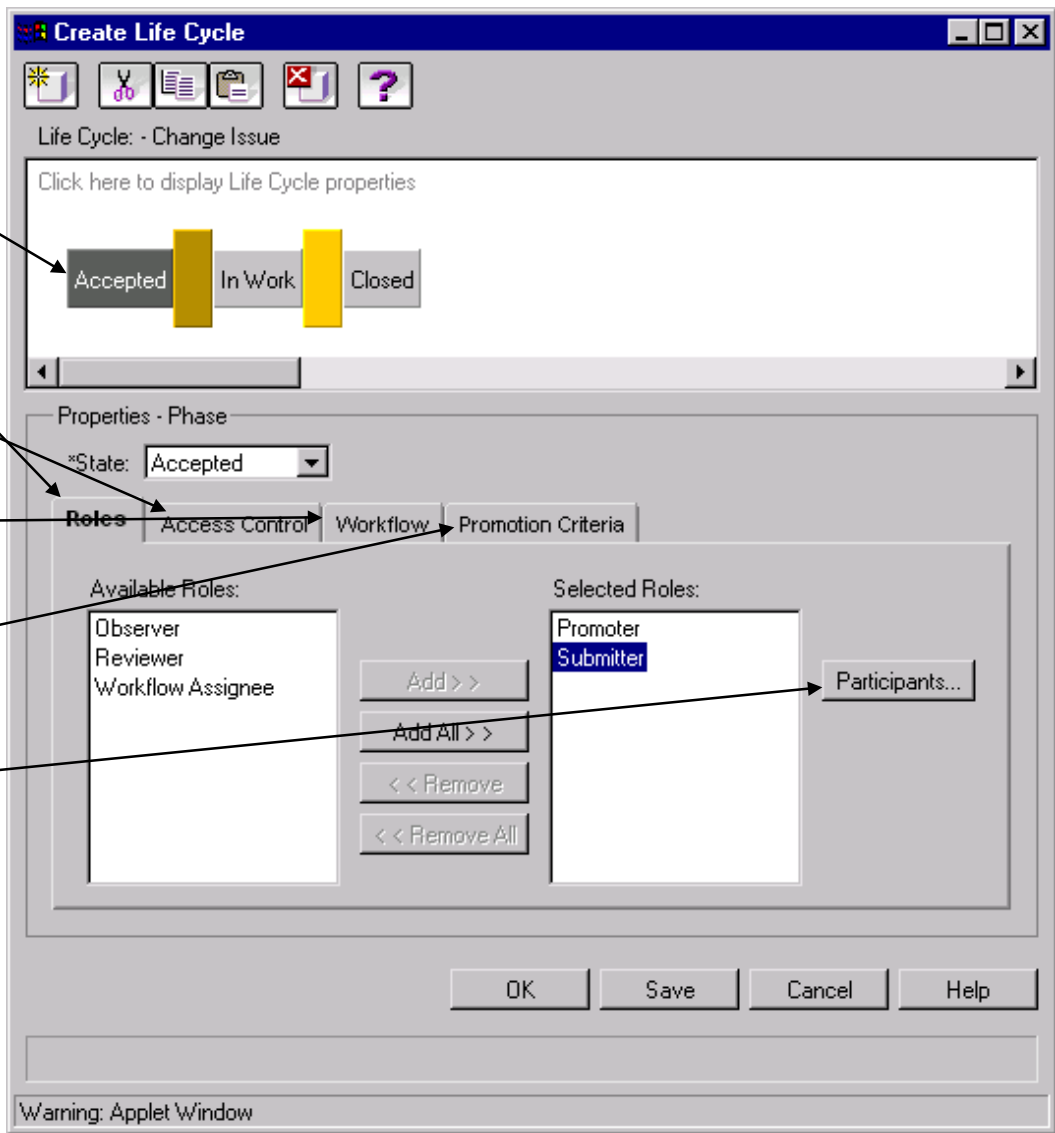 Create Life Cycle
Life Cycle: - Change Issue
Click here to display Life Cycle properties
Accepted
In Work
Closed
Properties - Phase
*State: Accepted
Roles
Access Control
Workflow
Promotion Criteria
Available Roles:
Selected Roles:
Observer
Reviewer
Workflow Assignee
Add > >
Add All > >
< < Remove
< < Remove All
Promoter
Submitter
Participants...
OK
Save
Cancel
Help
Warning: Applet Window